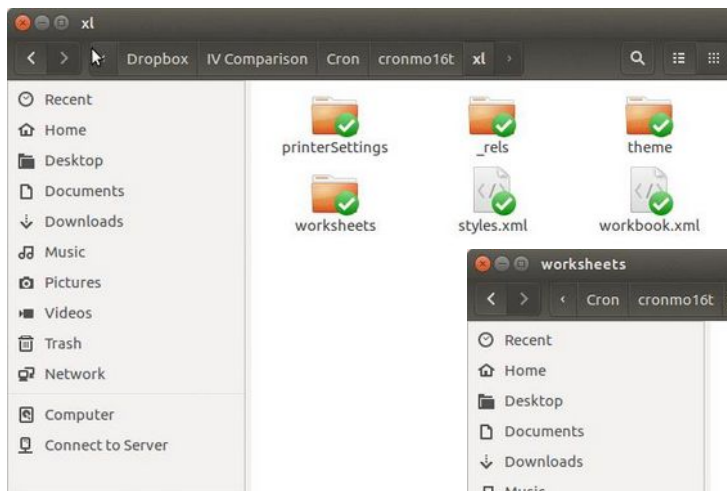 xl
Dropbox IV Comparison Cron cronmo16t xl
Recent
Home
Desktop
Documents
Downloads
Music
Pictures
Videos
Trash
Network
Computer
Connect to Server
printerSettings _rels theme
worksheets styles.xml workbook.xml
worksheets
Cron cronmo16t
Recent
Home
Desktop
Documents
Downloads
Music